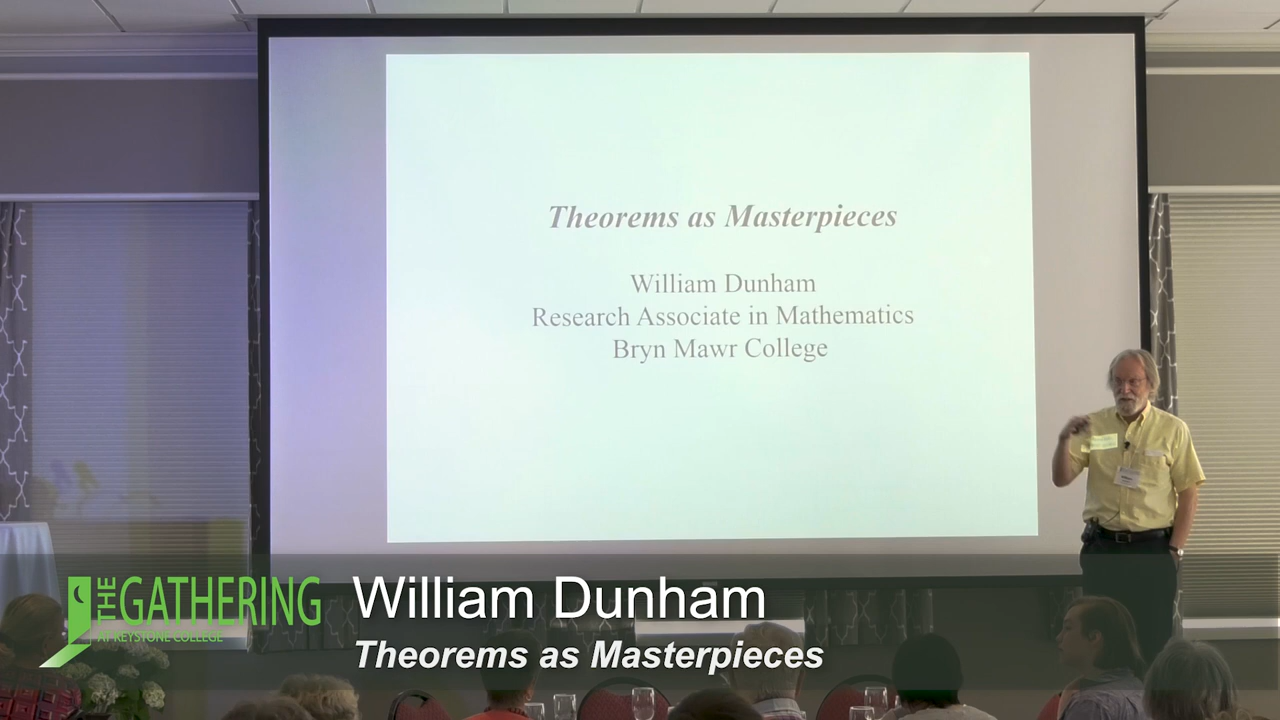 Theorems as Masterpieces
William Dunham
Research Associate in Mathematics
Bryn Mawr College
THE GATHERING
AT KEYSTONE COLLEGE
William Dunham
Theorems as Masterpieces